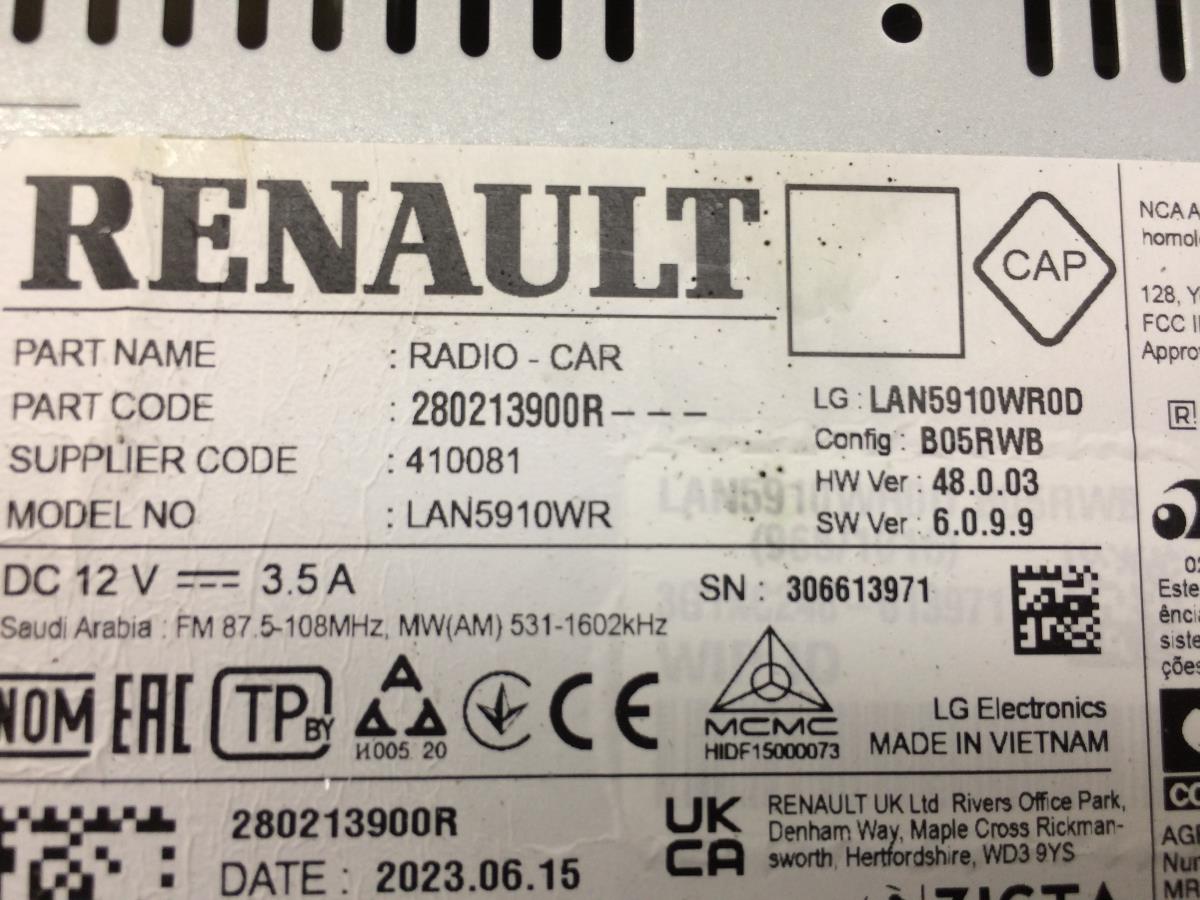 RENAULT
CAP
PART NAME : RADIO - CAR
PART CODE : 280213900R---
SUPPLIER CODE : 410081
MODEL NO : LAN5910WR
LG : LAN5910WR0D
Config : B05RWB
HW Ver : 48.0.03
SW Ver : 6.0.9.9
DC 12 V 3.5 A
SN : 306613971
Saudi Arabia : FM 87.5-108MHz, MW(AM) 531-1602kHz
NOM EAC TP BY
И005 20
CE
MCMC
HIDF15000073
LG Electronics
MADE IN VIETNAM
280213900R
DATE : 2023.06.15
UK
CA
RENAULT UK Ltd Rivers Office Park,
Denham Way, Maple Cross Rickman-
sworth, Hertfordshire, WD3 9YS
NCA A
128, Y
FCC
R
Este
siste